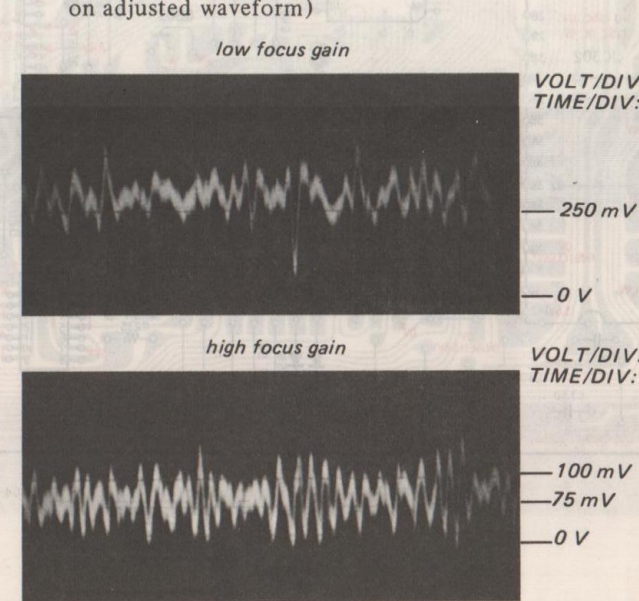 on adjusted waveform)
low focus gain
VOLT/DIV
TIME/DIV:
250 mV
0 V
high focus gain
VOLT/DIV:
TIME/DIV:
100 mV
75 mV
0 V